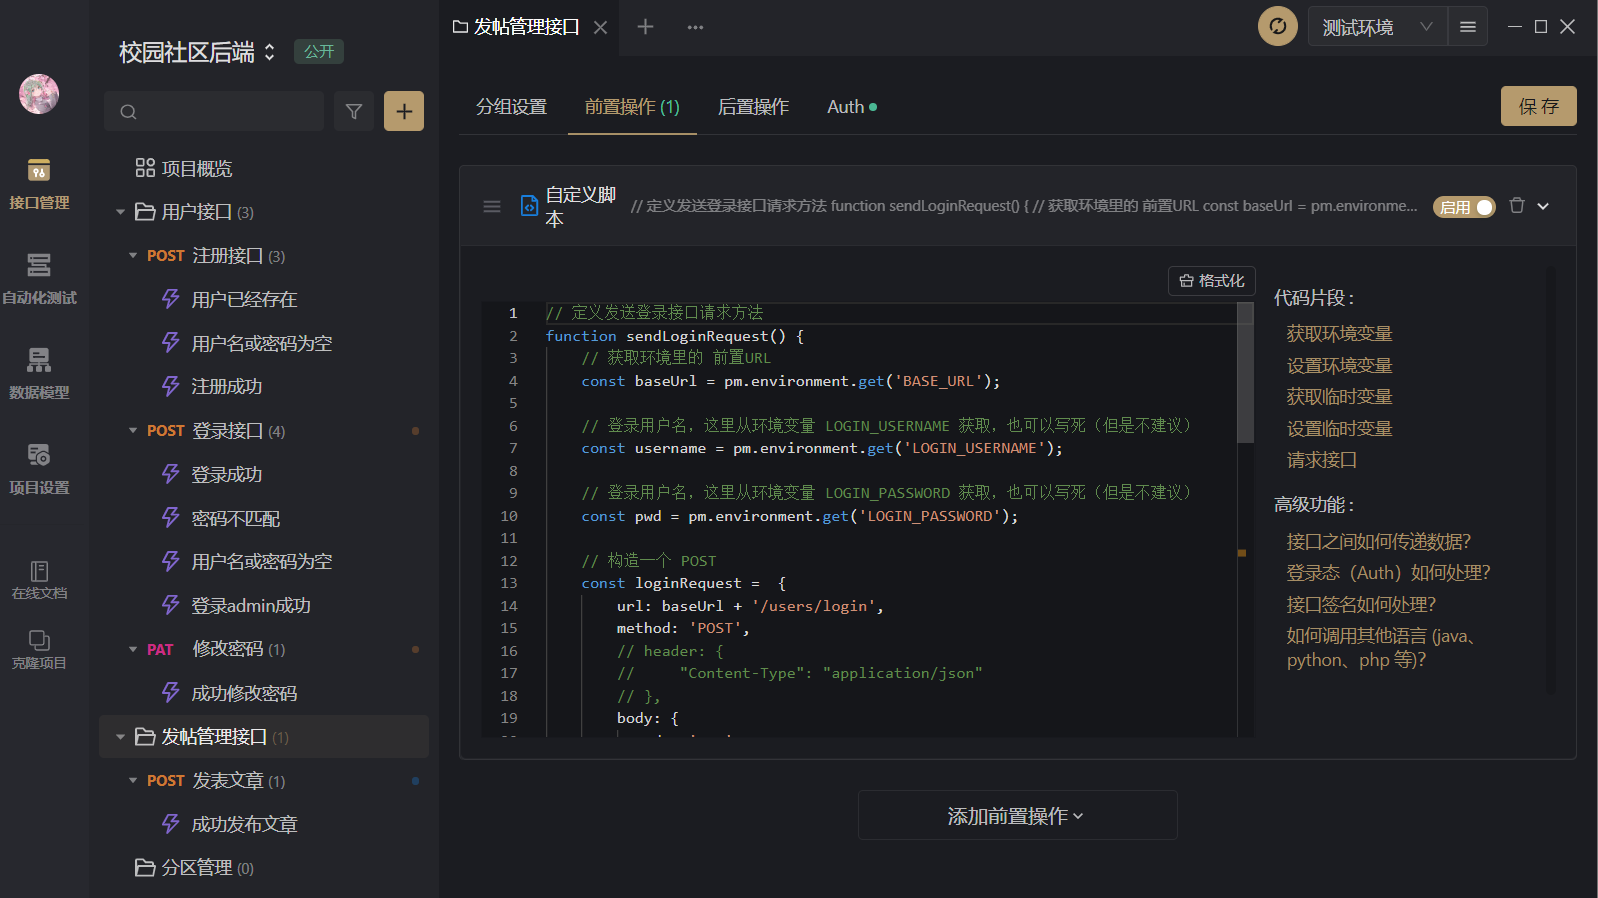 校园社区后端
公开
接口管理
自动化测试
数据模型
项目设置
在线文档
克隆项目
项目概览
用户接口 (3)
POST 注册接口 (3)
用户已经存在
用户名或密码为空
注册成功
POST 登录接口 (4)
登录成功
密码不匹配
用户名或密码为空
登录admin成功
PAT 修改密码 (1)
成功修改密码
发帖管理接口 (1)
POST 发表文章 (1)
成功发布文章
分区管理 (0)
发帖管理接口
测试环境
分组设置
前置操作 (1)
后置操作
Auth
保 存
自定义脚本
// 定义发送登录接口请求方法 function sendLoginRequest() { // 获取环境里的 前置URL const baseUrl = pm.environme...
启用
格式化
1 // 定义发送登录接口请求方法
2 function sendLoginRequest() {
3 // 获取环境里的 前置URL
4 const baseUrl = pm.environment.get('BASE_URL');
5
6 // 登录用户名，这里从环境变量 LOGIN_USERNAME 获取，也可以写死（但是不建议）
7 const username = pm.environment.get('LOGIN_USERNAME');
8
9 // 登录用户名，这里从环境变量 LOGIN_PASSWORD 获取，也可以写死（但是不建议）
10 const pwd = pm.environment.get('LOGIN_PASSWORD');
11
12 // 构造一个 POST
13 const loginRequest = {
14 url: baseUrl + '/users/login',
15 method: 'POST',
16 // header: {
17 // "Content-Type": "application/json"
18 // },
19 body: {
代码片段：
获取环境变量
设置环境变量
获取临时变量
设置临时变量
请求接口
高级功能：
接口之间如何传递数据?
登录态（Auth）如何处理?
接口签名如何处理?
如何调用其他语言 (java、
python、php 等)?
添加前置操作